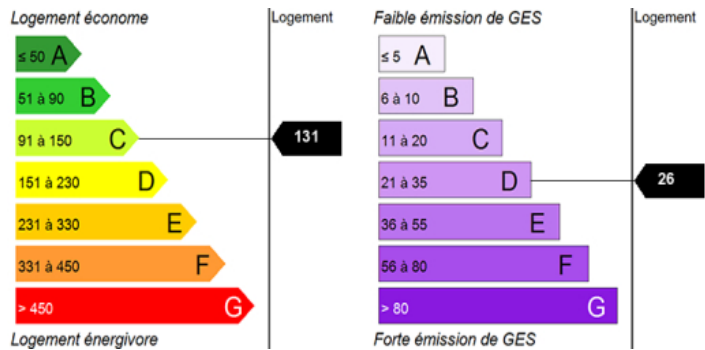 Logement économe
Logement
≤ 50 A
51 à 90 B
91 à 150 C
131
151 à 230 D
231 à 330 E
331 à 450 F
> 450 G
Logement énergivore
Faible émission de GES
Logement
≤ 5 A
6 à 10 B
11 à 20 C
21 à 35 D
26
36 à 55 E
56 à 80 F
> 80 G
Forte émission de GES